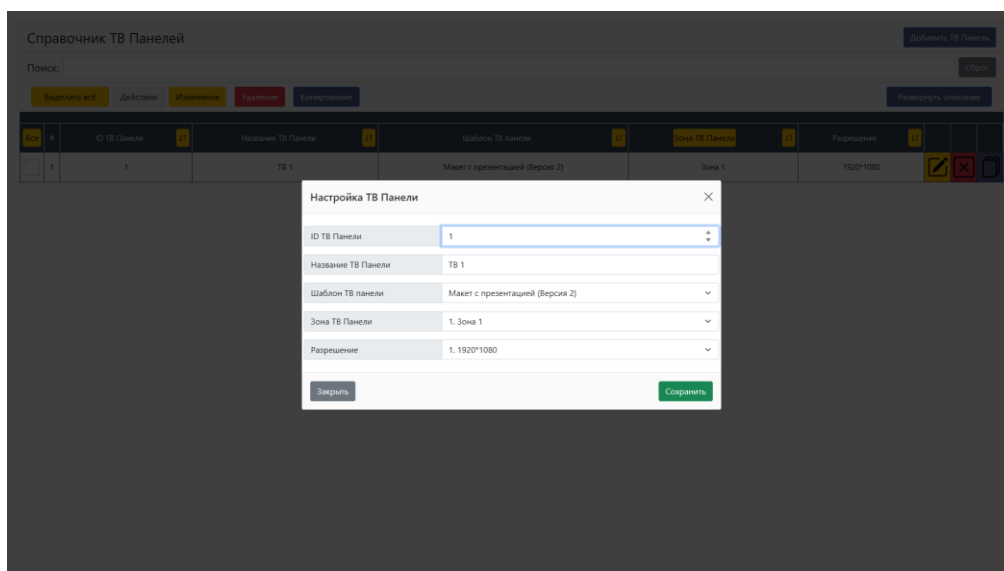 Справочник ТВ Панелей
Добавить ТВ Панель
Поиск:
Сброс
Выделить всё Действия: Изменение Удаление Копирование
Развернуть описание
Все # ID ТВ Панели ↓↑ Название ТВ Панели ↓↑ Шаблон ТВ панели ↓↑ Зона ТВ Панели ↓↑ Разрешение ↓↑
1 1 ТВ 1 Макет с презентацией (Версия 2) Зона 1 1920*1080
Настройка ТВ Панели
ID ТВ Панели 1
Название ТВ Панели ТВ 1
Шаблон ТВ панели Макет с презентацией (Версия 2)
Зона ТВ Панели 1. Зона 1
Разрешение 1. 1920*1080
Закрыть Сохранить